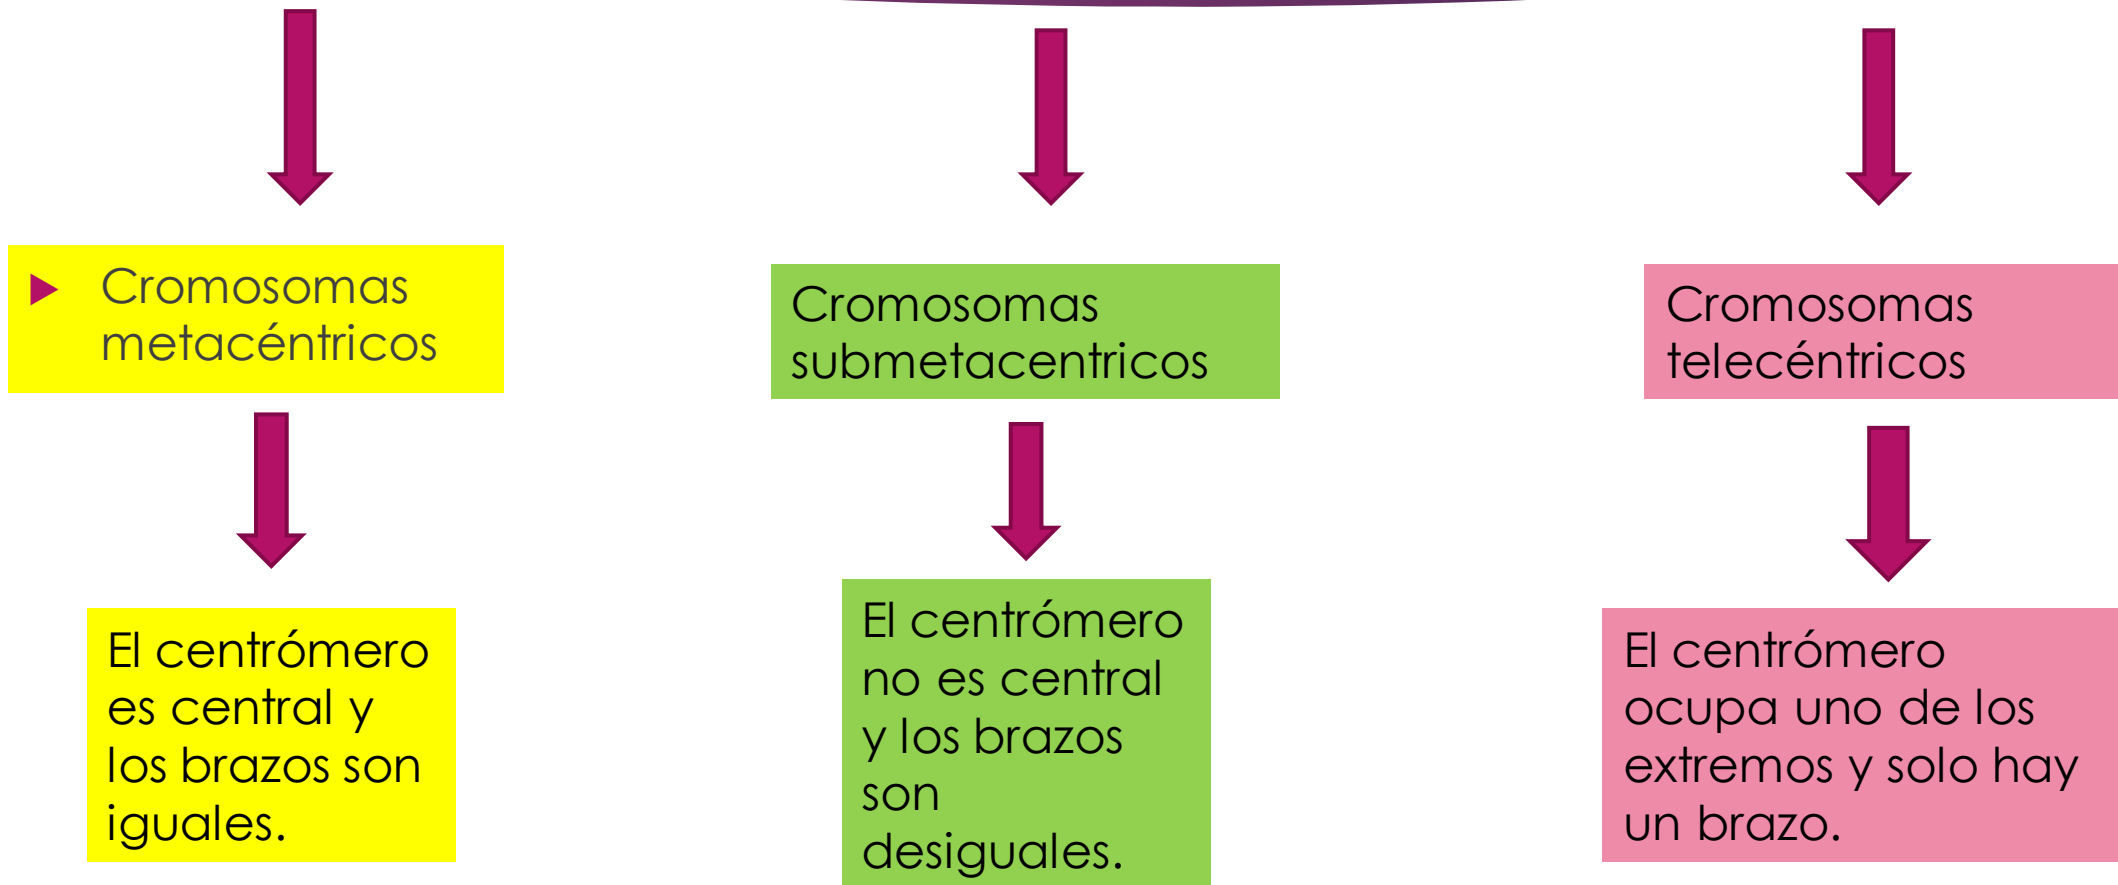 Cromosomas
metacéntricos
Cromosomas
submetacentricos
Cromosomas
telecéntricos
El centrómero
es central y
los brazos son
iguales.
El centrómero
no es central
y los brazos
son
desiguales.
El centrómero
ocupa uno de los
extremos y solo hay
un brazo.